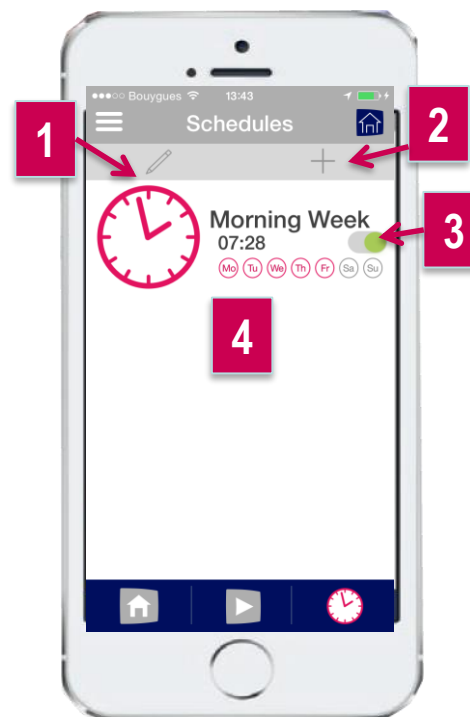 Bouygues 13:43
Schedules
1
2
Morning Week
07:28
3
Mo Tu We Th Fr Sa Su
4